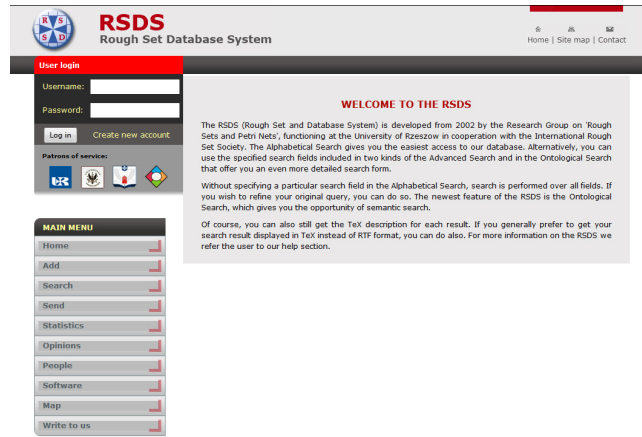 R S
S D
RSDS
Rough Set Database System
Home | Site map | Contact
User login
Username:
Password:
Log in Create new account
Patrons of service:
UR
WELCOME TO THE RSDS
The RSDS (Rough Set and Database System) is developed from 2002 by the Research Group on 'Rough
Sets and Petri Nets', functioning at the University of Rzeszow in cooperation with the International Rough
Set Society. The Alphabetical Search gives you the easiest access to our database. Alternatively, you can
use the specified search fields included in two kinds of the Advanced Search and in the Ontological Search
that offer you an even more detailed search form.
Without specifying a particular search field in the Alphabetical Search, search is performed over all fields. If
you wish to refine your original query, you can do so. The newest feature of the RSDS is the Ontological
Search, which gives you the opportunity of semantic search.
Of course, you can also still get the TeX description for each result. If you generally prefer to get your
search result displayed in TeX instead of RTF format, you can do also. For more information on the RSDS we
refer the user to our help section.
MAIN MENU
Home
Add
Search
Send
Statistics
Opinions
People
Software
Map
Write to us